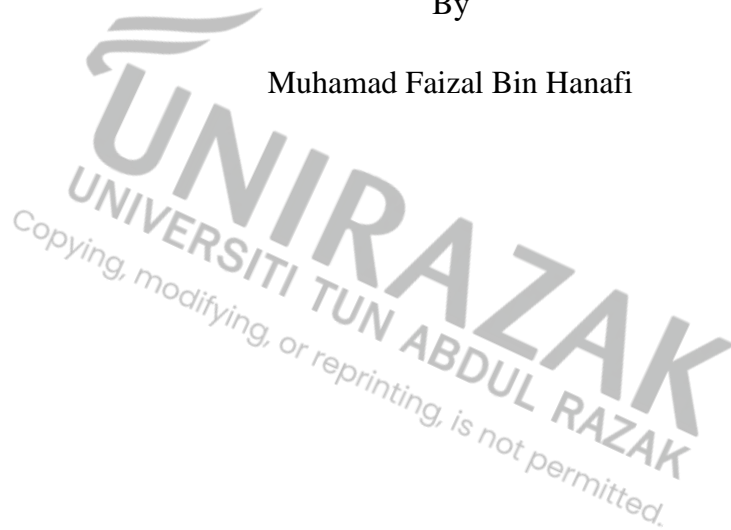 By
Muhamad Faizal Bin Hanafi
UNIRAZAK
UNIVERSITI TUN ABDUL RAZAK
Copying, modifying, or reprinting, is not permitted.